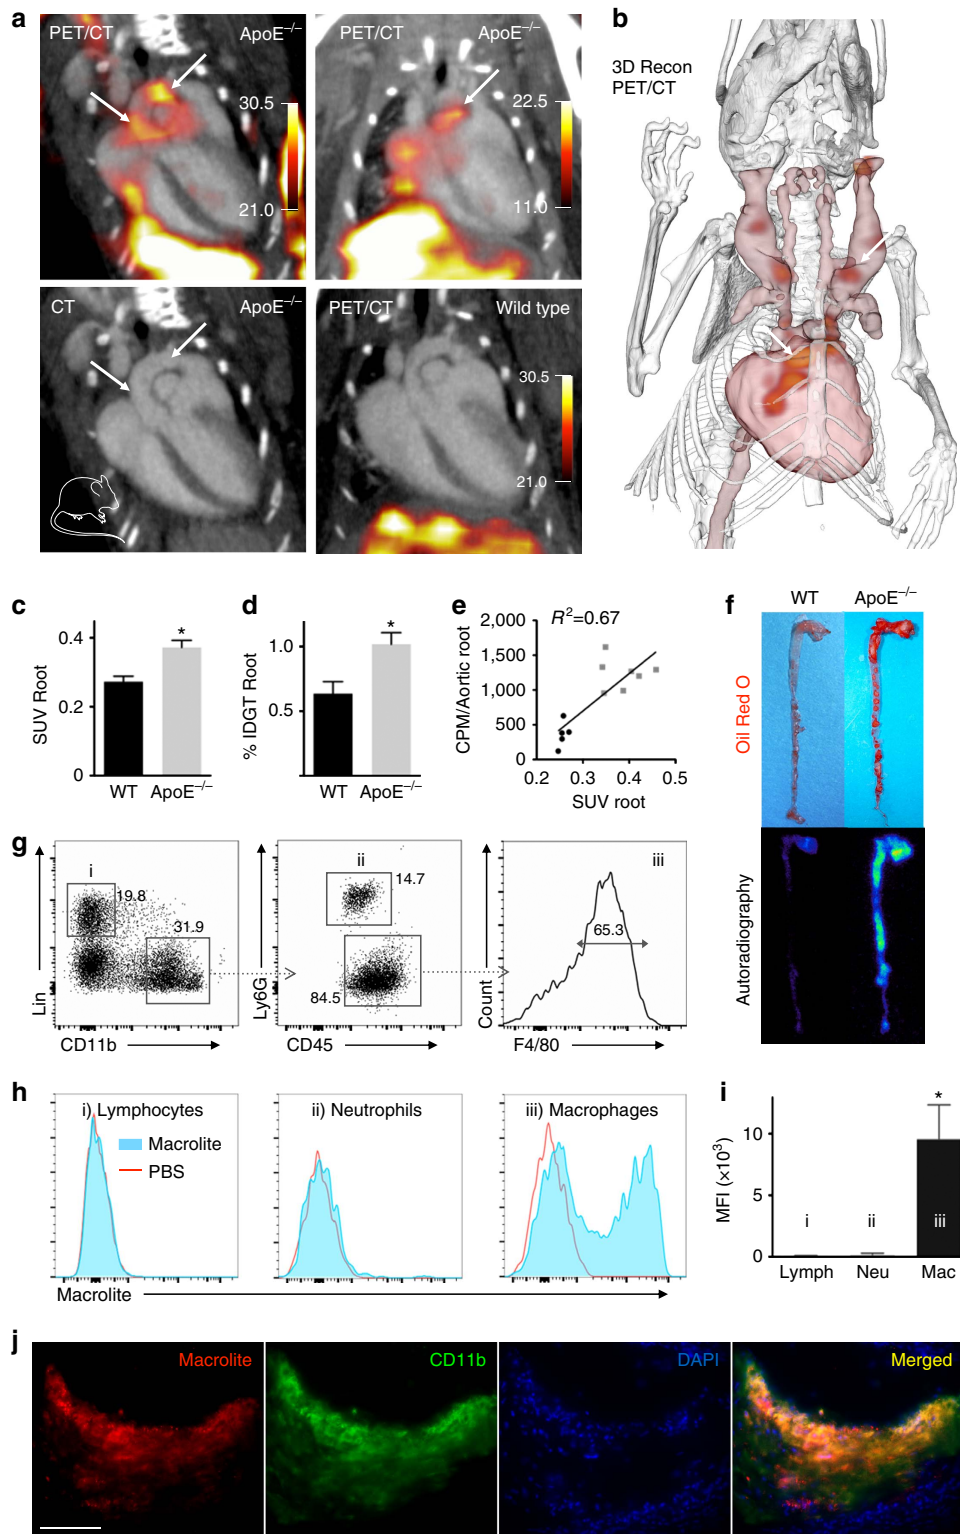 a
PET/CT ApoE–/–
30.5
21.0
PET/CT ApoE–/–
22.5
11.0
CT ApoE–/–
PET/CT Wild type
30.5
21.0
b
3D Recon
PET/CT
c
SUV Root
0.4
0.2
0
*
WT ApoE–/–
d
% IDGT Root
1.0
0.5
*
WT ApoE–/–
e
CPM/Aortic root
2,000
1,500
1,000
500
0
R²=0.67
0.2 0.3 0.4 0.5
SUV root
f
WT ApoE–/–
Oil Red O
Autoradiography
g
Lin
i
19.8
31.9
CD11b
Ly6G
ii
14.7
84.5
CD45
Count
iii
65.3
F4/80
h
i) Lymphocytes
Macrolite
PBS
ii) Neutrophils
iii) Macrophages
Macrolite
i
MFI (×10³)
10
5
0
*
i ii iii
Lymph Neu Mac
j
Macrolite
CD11b
DAPI
Merged